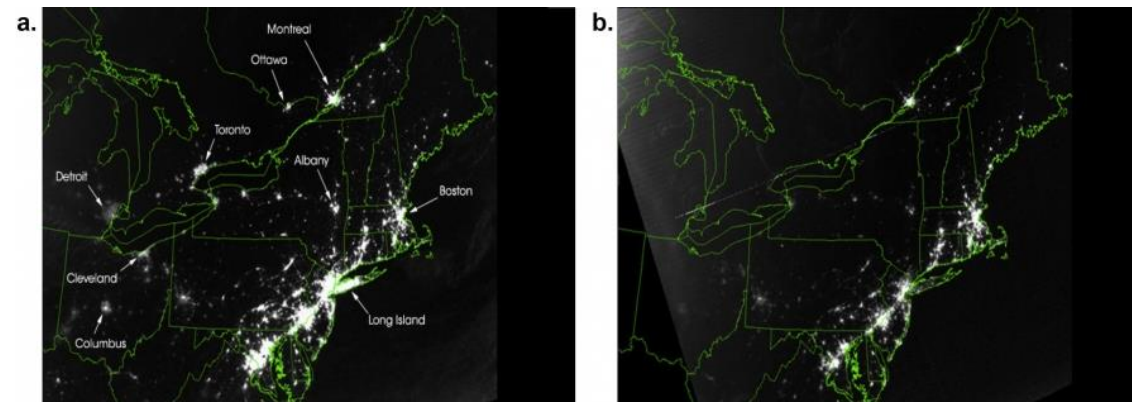 a.
b.
Montreal
Ottawa
Toronto
Albany
Detroit
Boston
Cleveland
Long Island
Columbus